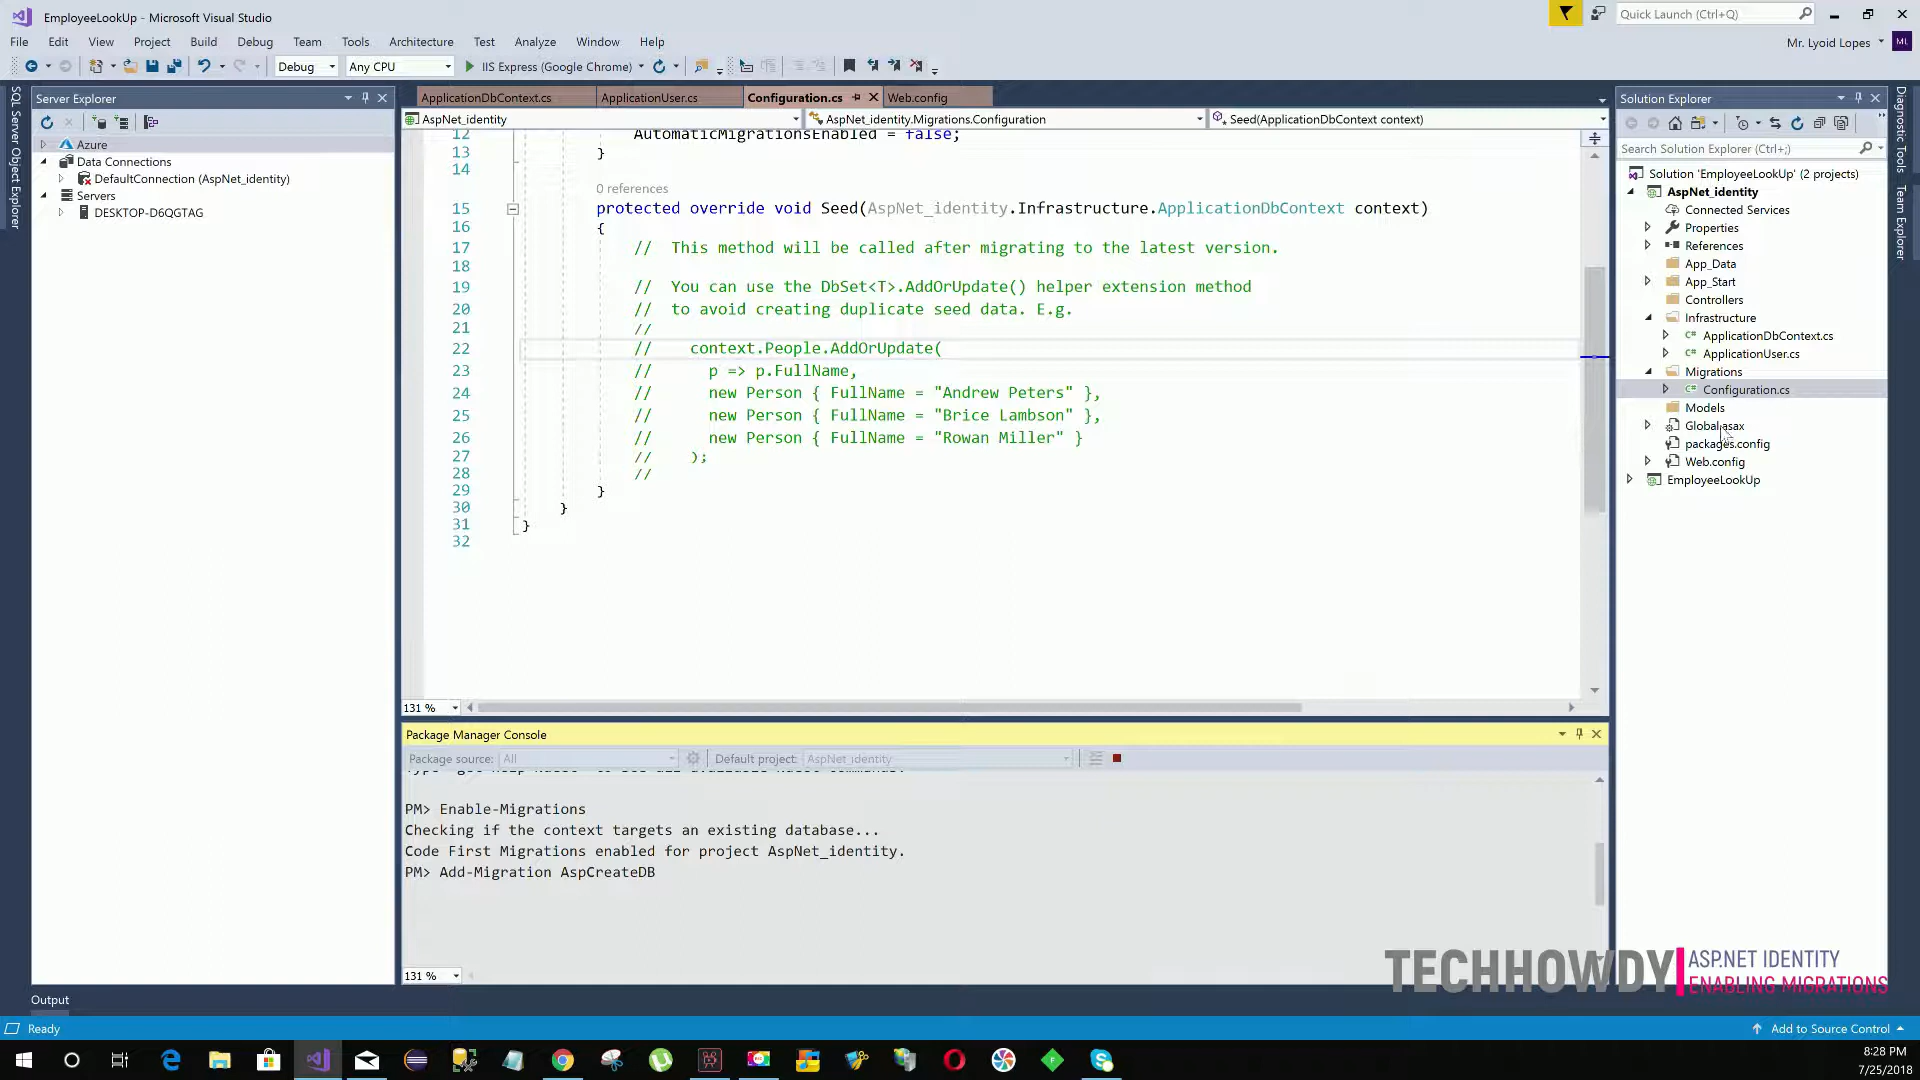 EmployeeLookUp - Microsoft Visual Studio
Quick Launch (Ctrl+Q)
File Edit View Project Build Debug Team Tools Architecture Test Analyze Window Help
Mr. Lyoid Lopes
ML
Debug
Any CPU
IIS Express (Google Chrome)
SQL Server Object Explorer
Server Explorer
Azure
Data Connections
DefaultConnection (AspNet_identity)
Servers
DESKTOP-D6QGTAG
ApplicationDbContext.cs
ApplicationUser.cs
Configuration.cs
Web.config
AspNet_identity
AspNet_identity.Migrations.Configuration
Seed(ApplicationDbContext context)
12 AutomaticMigrationsEnabled = false;
13 }
14
0 references
15 protected override void Seed(AspNet_identity.Infrastructure.ApplicationDbContext context)
16 {
17 // This method will be called after migrating to the latest version.
18
19 // You can use the DbSet<T>.AddOrUpdate() helper extension method
20 // to avoid creating duplicate seed data. E.g.
21 //
22 // context.People.AddOrUpdate(
23 // p => p.FullName,
24 // new Person { FullName = "Andrew Peters" },
25 // new Person { FullName = "Brice Lambson" },
26 // new Person { FullName = "Rowan Miller" }
27 // );
28 //
29 }
30 }
31 }
32
131 %
Package Manager Console
Package source: All
Default project: AspNet_identity
PM> Enable-Migrations
Checking if the context targets an existing database...
Code First Migrations enabled for project AspNet_identity.
PM> Add-Migration AspCreateDB
131 %
Solution Explorer
Search Solution Explorer (Ctrl+;)
Solution 'EmployeeLookUp' (2 projects)
AspNet_identity
Connected Services
Properties
References
App_Data
App_Start
Controllers
Infrastructure
ApplicationDbContext.cs
ApplicationUser.cs
Migrations
Configuration.cs
Models
Global.asax
packages.config
Web.config
EmployeeLookUp
Diagnostic Tools
Team Explorer
TECHHOWDY
ASP.NET IDENTITY
ENABLING MIGRATIONS
Output
Ready
Add to Source Control
8:28 PM
7/25/2018